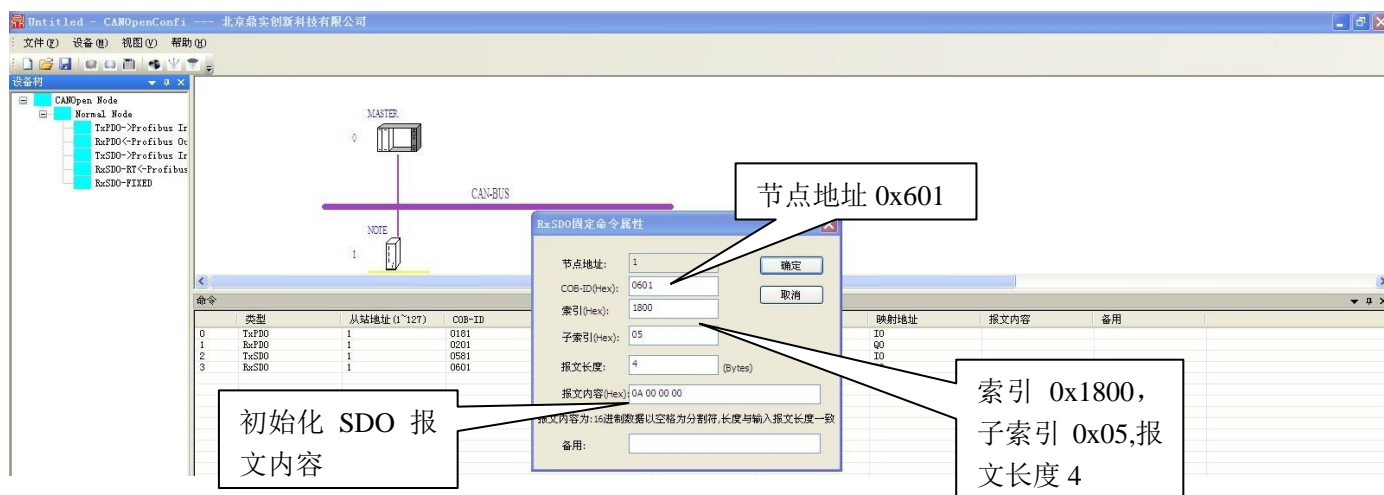 Untitled - CANOpenConfi --- 北京鼎实创新科技有限公司
文件(F) 设备(M) 视图(V) 帮助(H)
设备树
CANOpen Node
Normal Node
TxPDO->Profibus Ir
RxPDO<-Profibus Ou
TxSDO->Profibus Ir
RxSDO-RT<-Profibus
RxSDO-FIXED
MASTER
0
CAN-BUS
NOTE
1
节点地址 0x601
RxSDO固定命令属性
节点地址: 1
确定
COB-ID(Hex): 0601
取消
索引(Hex): 1800
子索引(Hex): 05
报文长度: 4 (Bytes)
报文内容(Hex): 0A 00 00 00
报文内容为:16进制数据以空格为分割符,长度与输入报文长度一致
备用:
命令
类型 从站地址(1~127) COB-ID 映射地址 报文内容 备用
0 TxPDO 1 0181 I0
1 RxPDO 1 0201 Q0
2 TxSDO 1 0581 I0
3 RxSDO 1 0601
初始化 SDO 报
文内容
索引 0x1800，
子索引 0x05,报
文长度 4